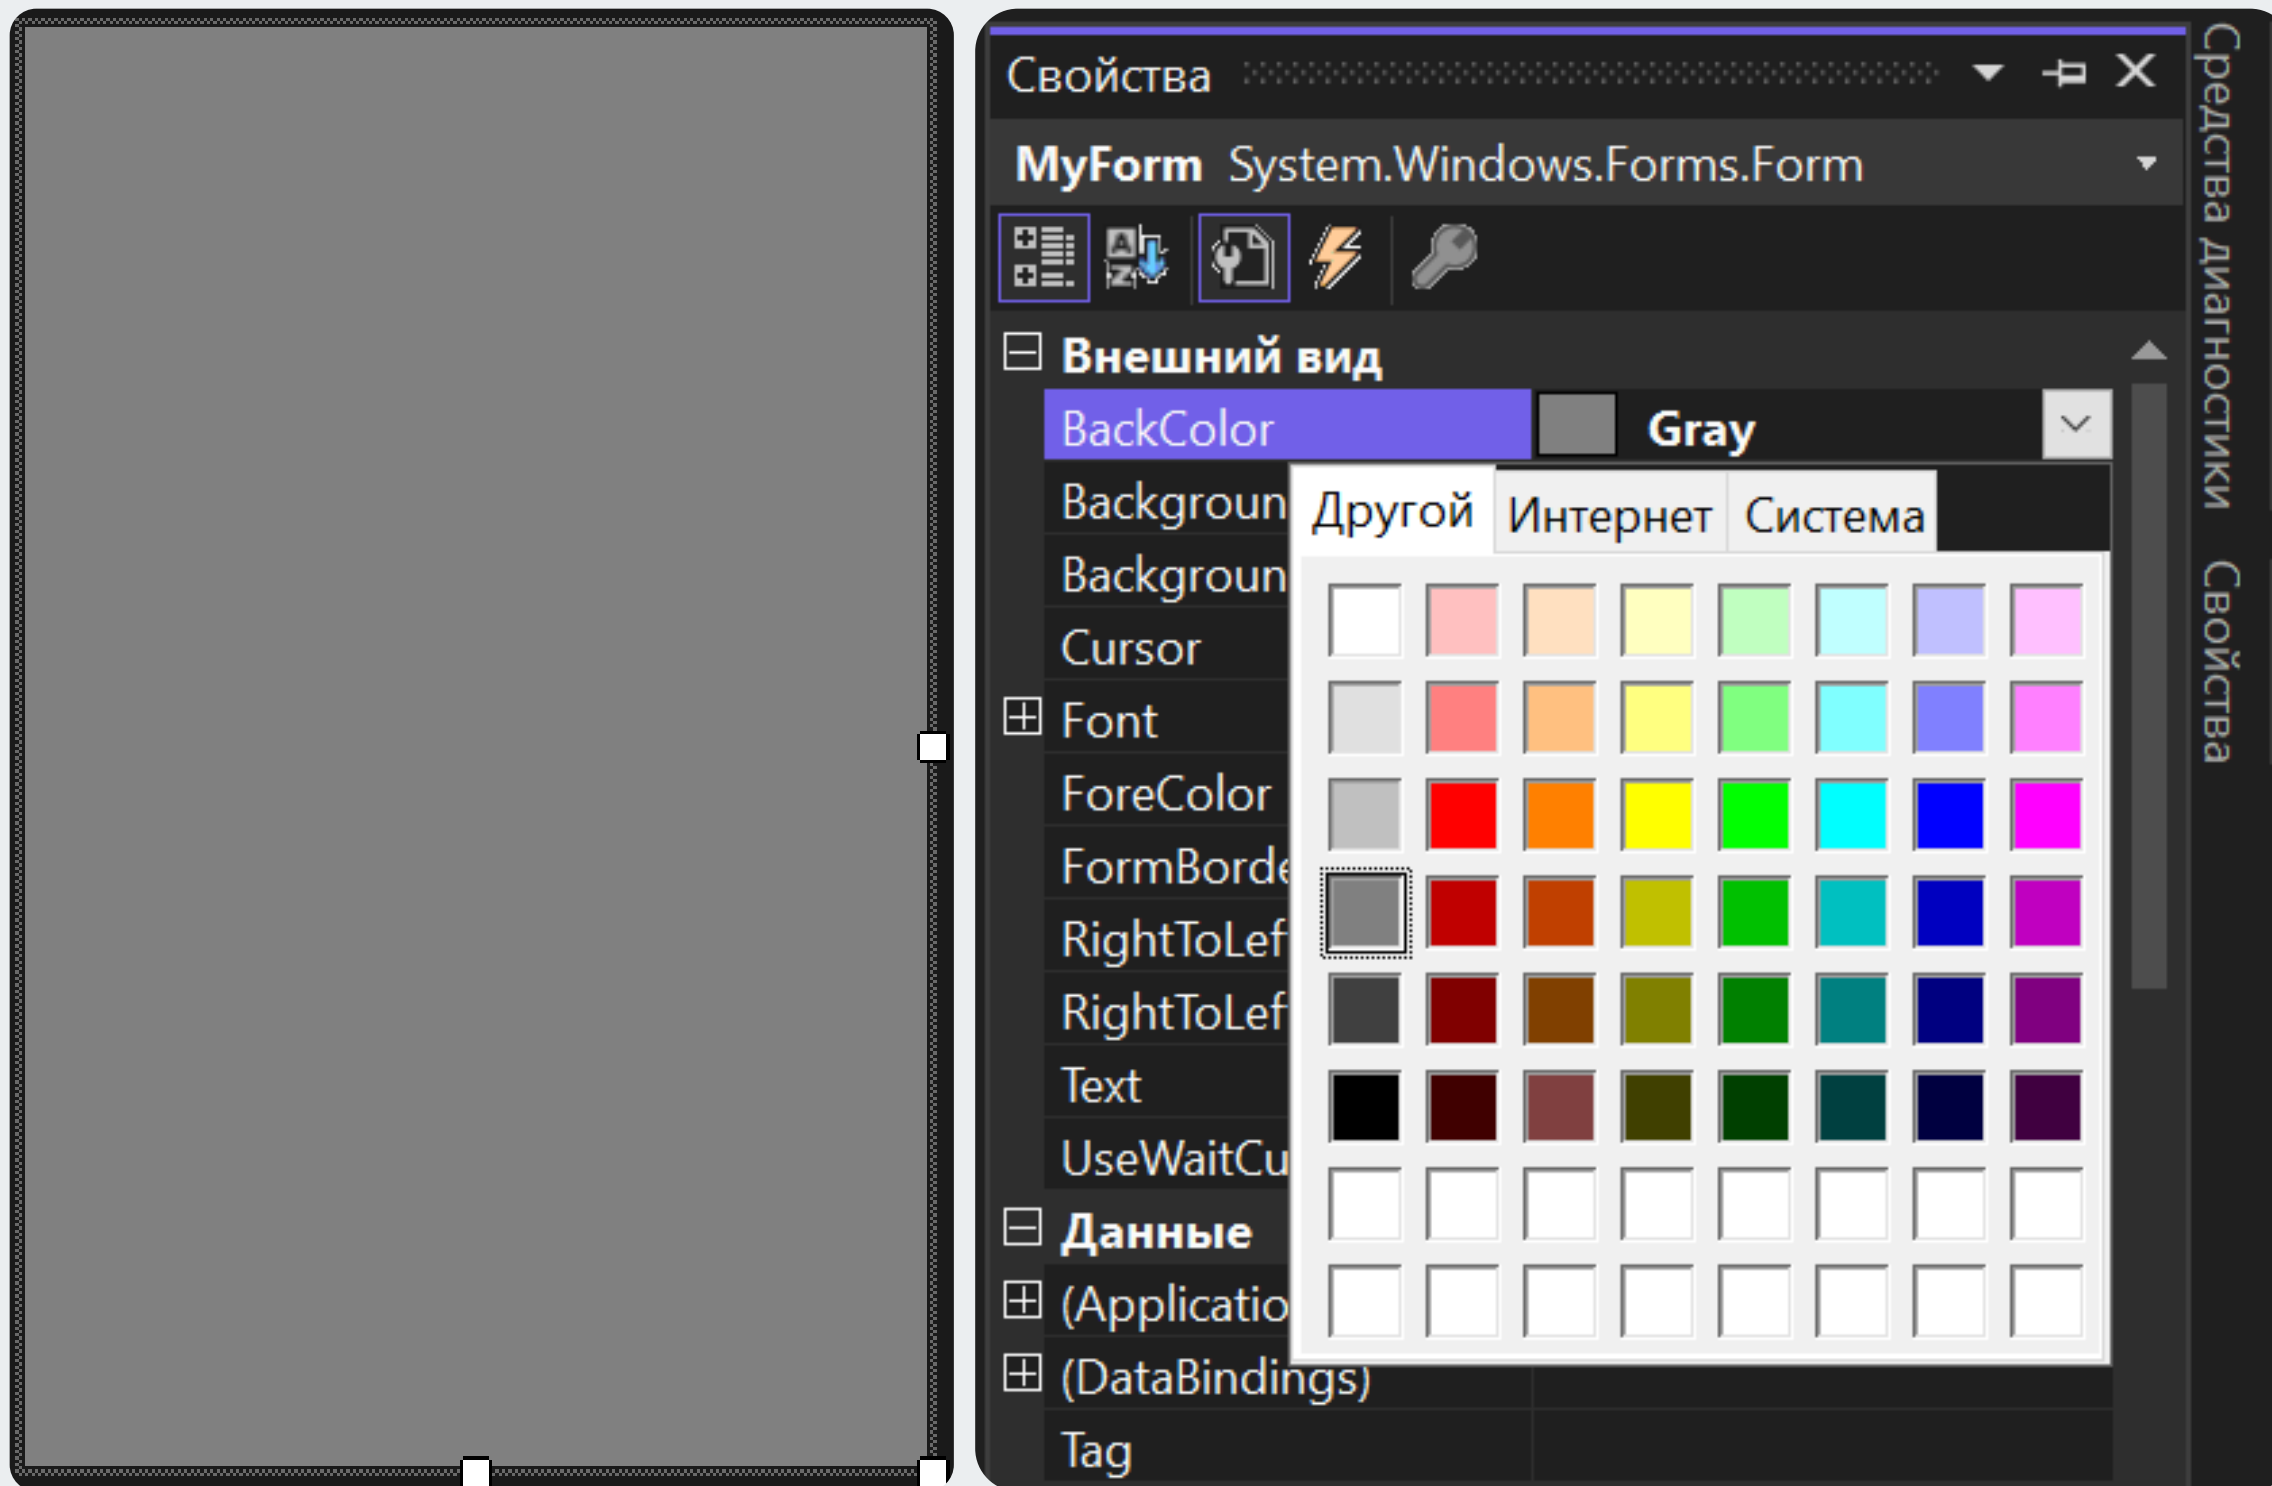 Свойства
MyForm System.Windows.Forms.Form
Внешний вид
BackColor Gray
Backgroun
Другой Интернет Система
Backgroun
Cursor
Font
ForeColor
FormBorde
RightToLef
RightToLef
Text
UseWaitCu
Данные
(Applicatio
(DataBindings)
Tag
Средства диагностики
Свойства